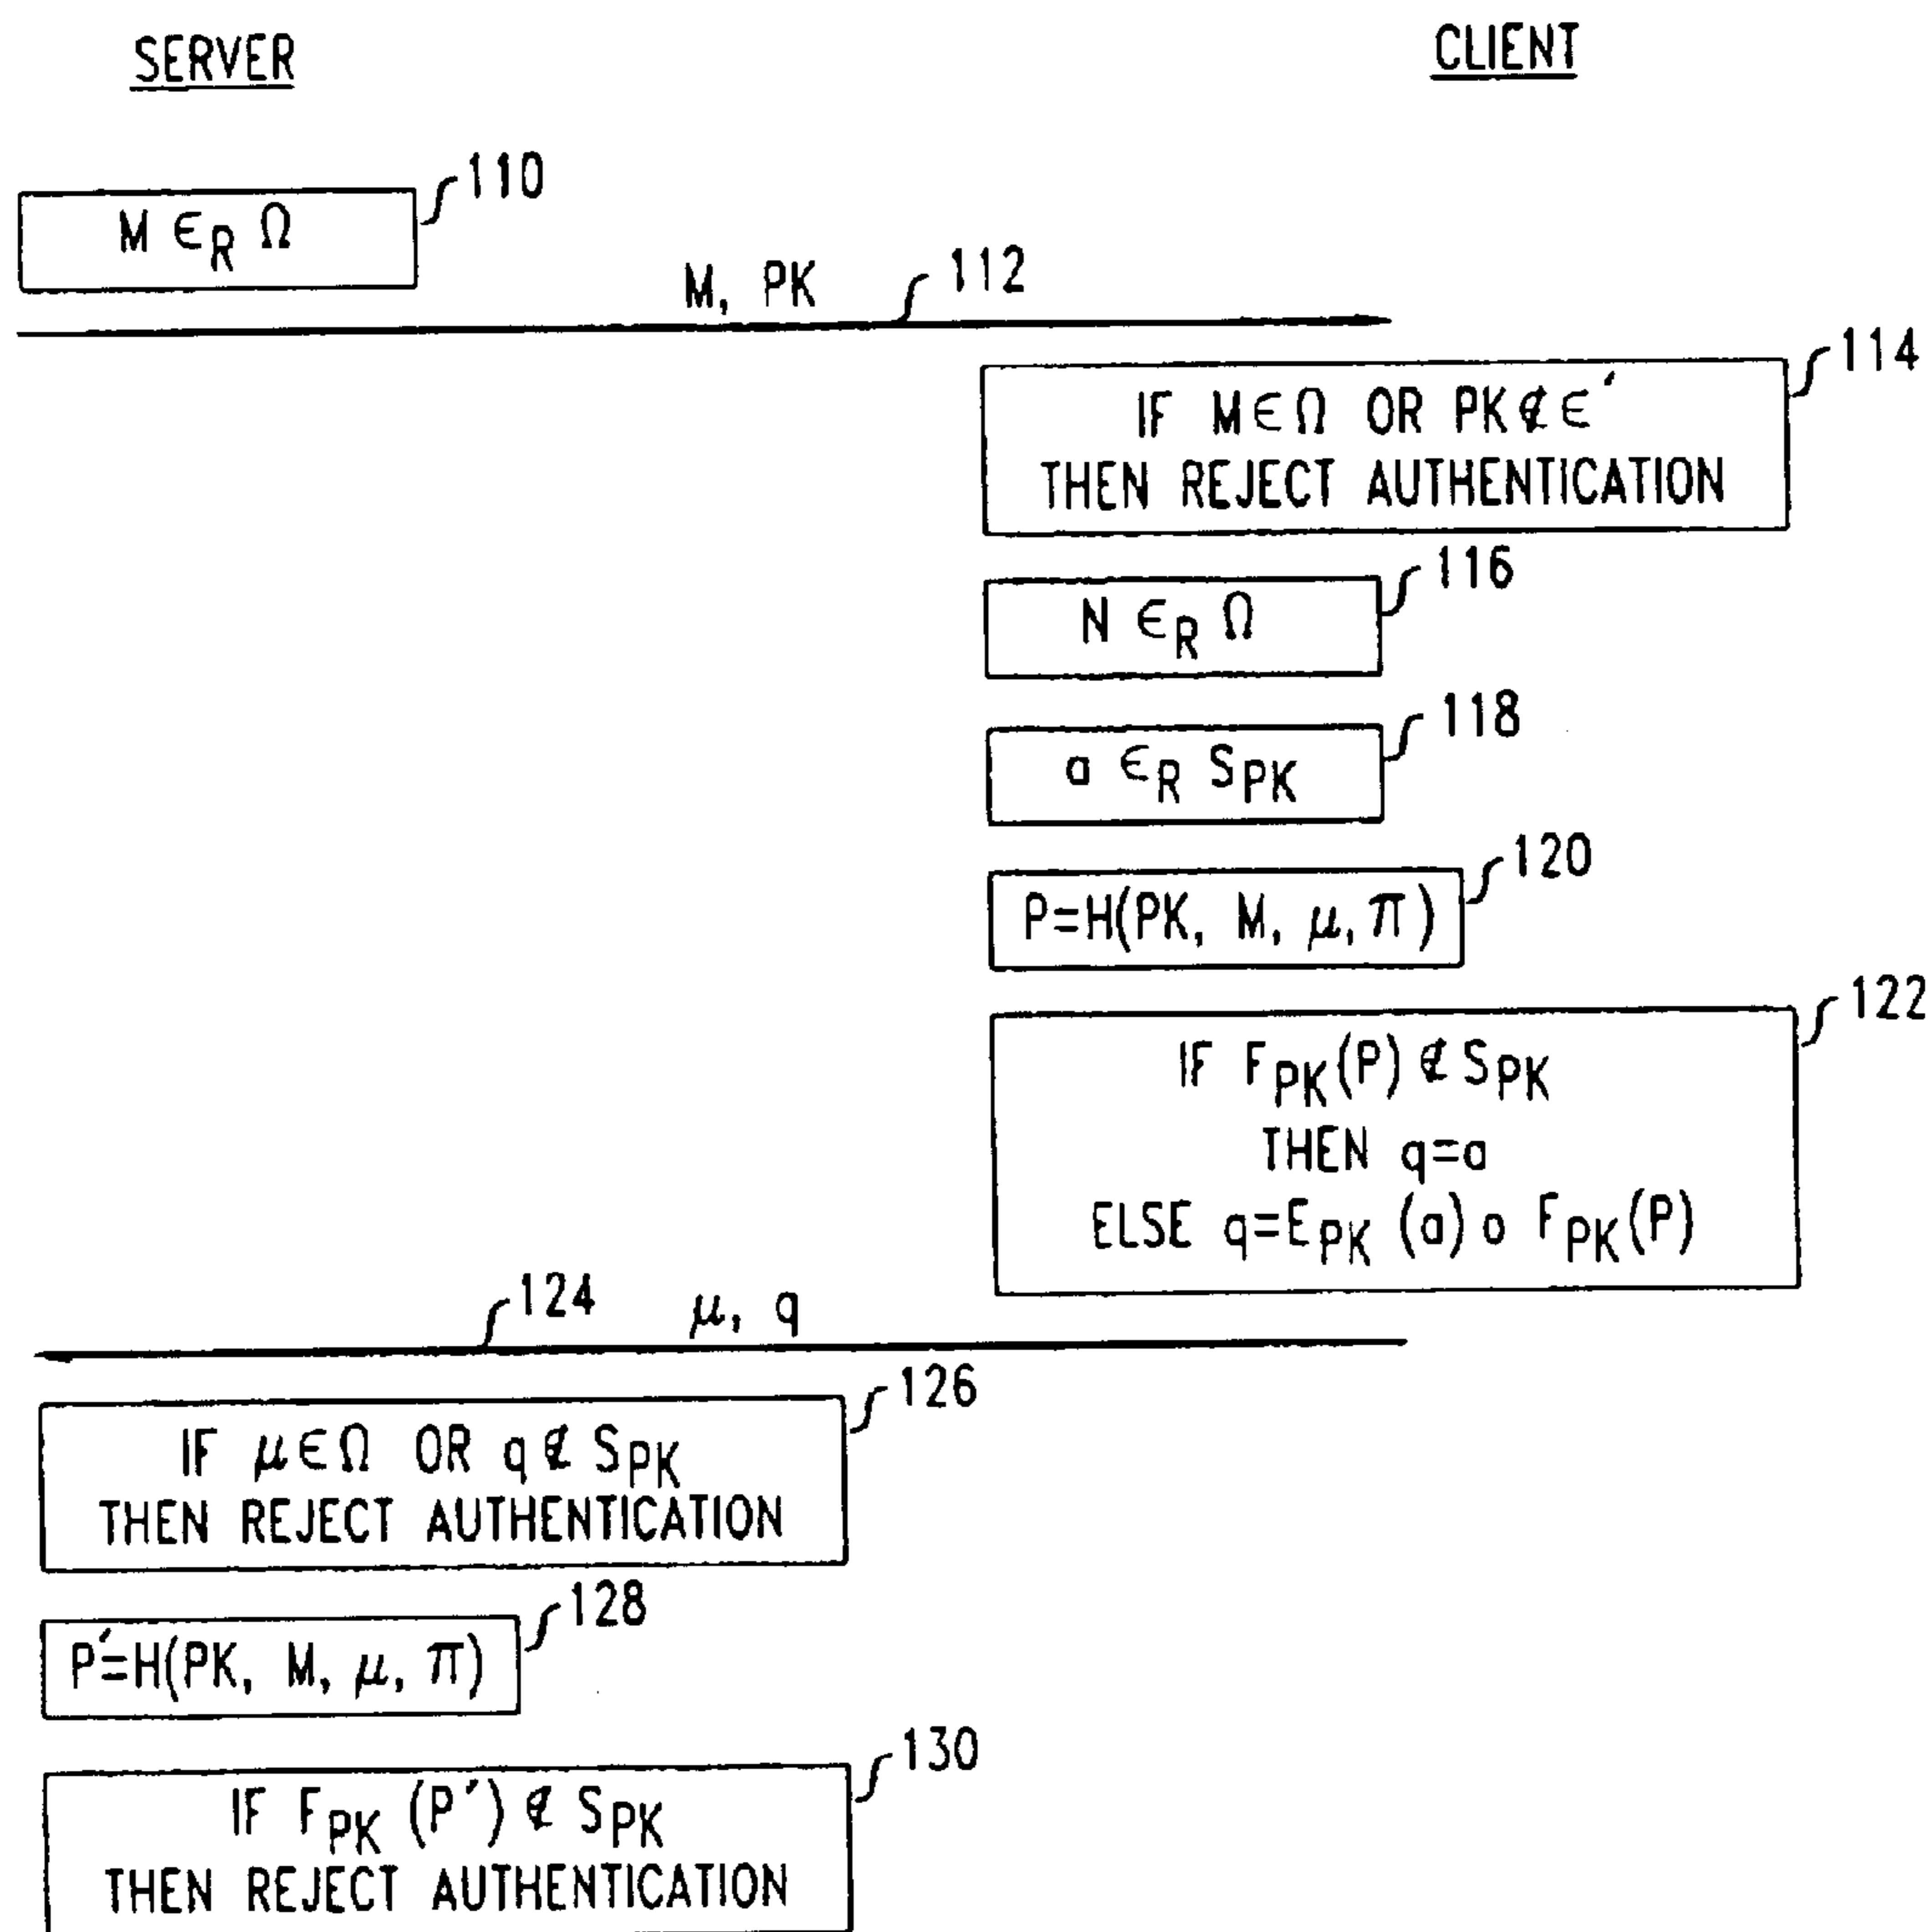 SERVER
CLIENT
110
M ∈R Ω
M, PK
112
114
IF M∈Ω OR PK∉∈′
THEN REJECT AUTHENTICATION
116
N ∈R Ω
118
a ∈R SPK
120
P=H(PK, M, μ, π)
122
IF FPK(P) ∉ SPK
THEN q=a
ELSE q=EPK (a) o FPK(P)
124
μ, q
126
IF μ∈Ω OR q ∉ SPK
THEN REJECT AUTHENTICATION
128
P′=H(PK, M, μ, π)
130
IF FPK (P′) ∉ SPK
THEN REJECT AUTHENTICATION